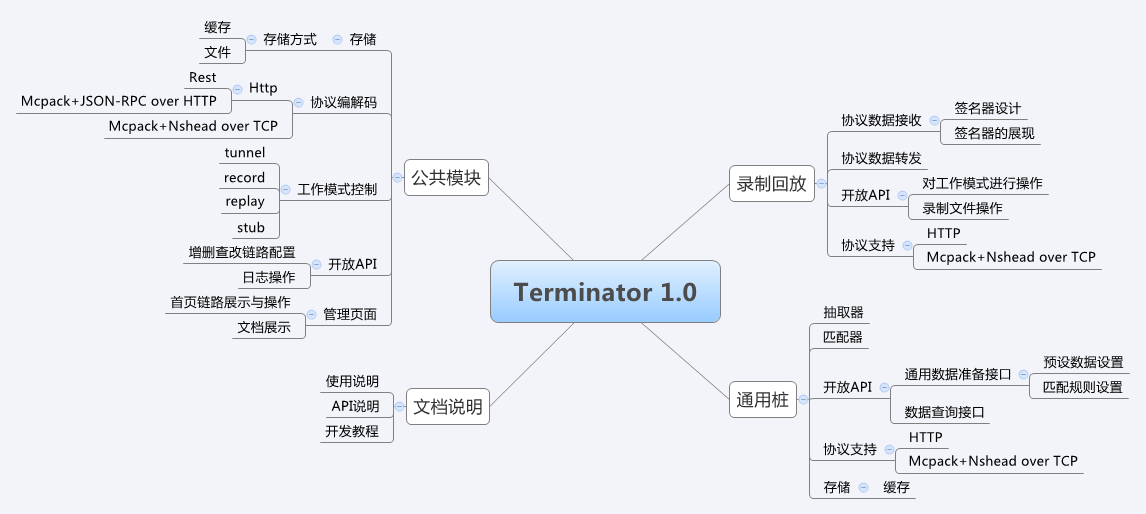 Terminator 1.0
公共模块
存储
存储方式
缓存
文件
协议编解码
Http
Rest
Mcpack+JSON-RPC over HTTP
Mcpack+Nshead over TCP
工作模式控制
tunnel
record
replay
stub
开放API
增删查改链路配置
日志操作
管理页面
首页链路展示与操作
文档展示
文档说明
使用说明
API说明
开发教程
录制回放
协议数据接收
签名器设计
签名器的展现
协议数据转发
开放API
对工作模式进行操作
录制文件操作
协议支持
HTTP
Mcpack+Nshead over TCP
通用桩
抽取器
匹配器
开放API
通用数据准备接口
预设数据设置
匹配规则设置
数据查询接口
协议支持
HTTP
Mcpack+Nshead over TCP
存储
缓存